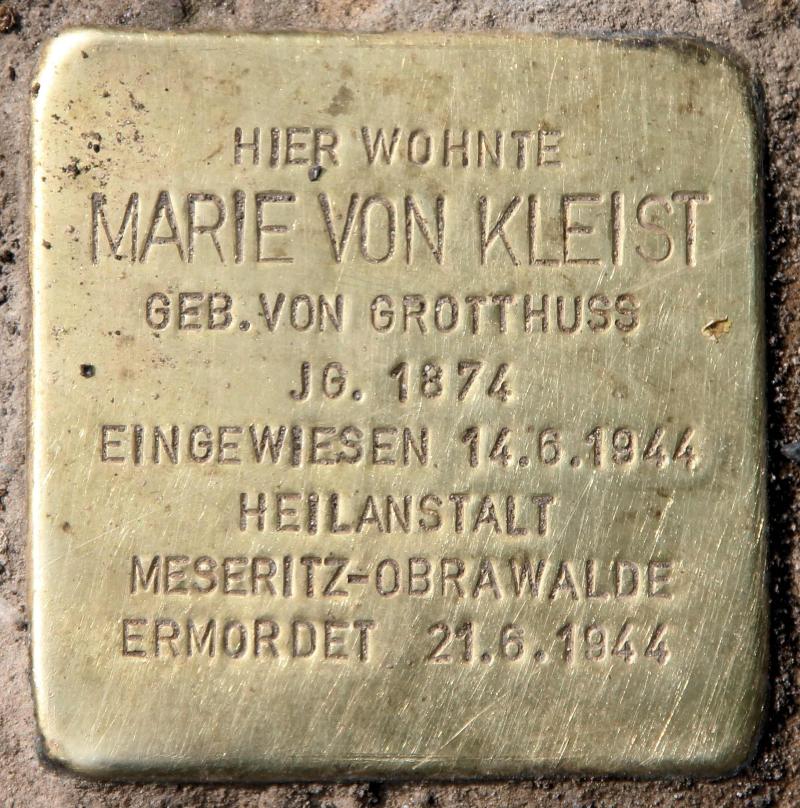 HIER WOHNTE
MARIE VON KLEIST
GEB. VON GROTTHUSS
JG. 1874
EINGEWIESEN 14.6.1944
HEILANSTALT
MESERITZ-OBRAWALDE
ERMORDET 21.6.1944